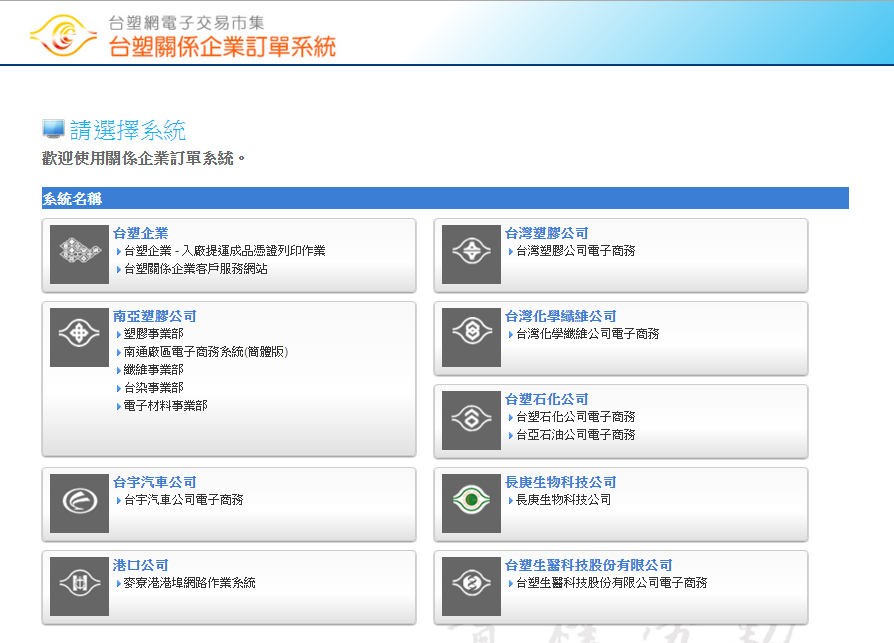 台塑網電子交易市集
台塑關係企業訂單系統
請選擇系統
歡迎使用關係企業訂單系統。
系統名稱
台塑企業
台塑企業 - 入廠提運成品憑證列印作業
台塑關係企業客戶服務網站
台灣塑膠公司
台灣塑膠公司電子商務
南亞塑膠公司
塑膠事業部
南通廠區電子商務系統(簡體版)
纖維事業部
台染事業部
電子材料事業部
台灣化學纖維公司
台灣化學纖維公司電子商務
台塑石化公司
台塑石化公司電子商務
台亞石油公司電子商務
台宇汽車公司
台宇汽車公司電子商務
長庚生物科技公司
長庚生物科技公司
港口公司
麥寮港港埠網路作業系統
台塑生醫科技股份有限公司
台塑生醫科技股份有限公司電子商務